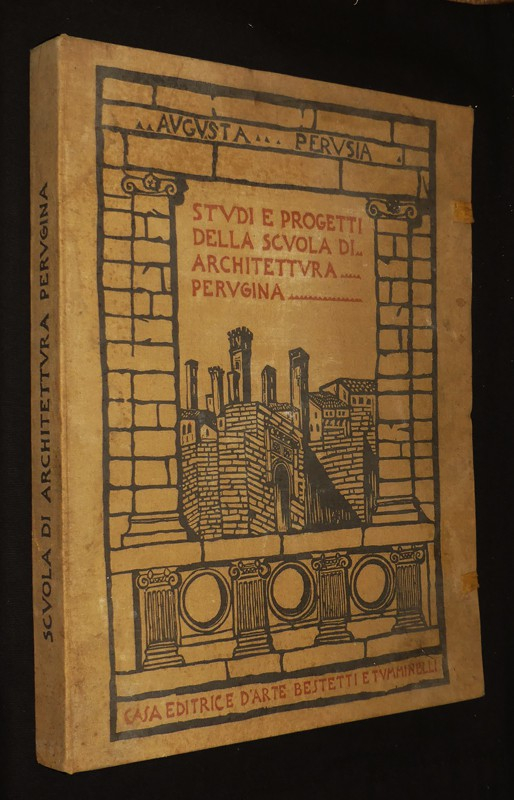 SCVOLA DI ARCHITETTVRA PERVGINA
AVGVSTA PERVSIA
STVDI E PROGETTI
DELLA SCVOLA DI
ARCHITETTVRA
PERVGINA
CASA EDITRICE D'ARTE BESTETTI E TVMMINELLI